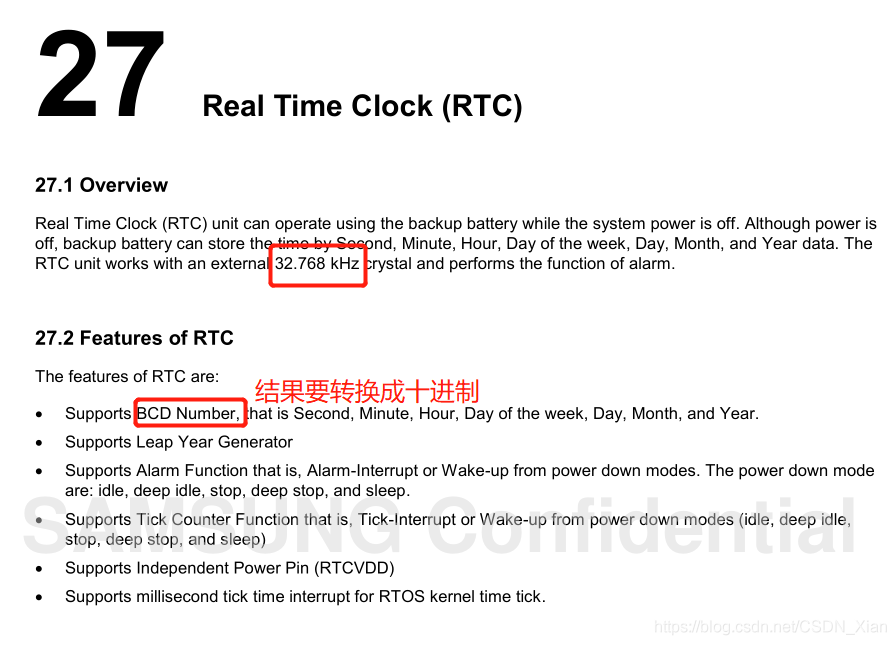 27 Real Time Clock (RTC)
27.1 Overview
Real Time Clock (RTC) unit can operate using the backup battery while the system power is off. Although power is
off, backup battery can store the time by Second, Minute, Hour, Day of the week, Day, Month, and Year data. The
RTC unit works with an external 32.768 kHz crystal and performs the function of alarm.
27.2 Features of RTC
The features of RTC are:
结果要转换成十进制
• Supports BCD Number, that is Second, Minute, Hour, Day of the week, Day, Month, and Year.
• Supports Leap Year Generator
• Supports Alarm Function that is, Alarm-Interrupt or Wake-up from power down modes. The power down mode
are: idle, deep idle, stop, deep stop, and sleep.
SAMSUNG Confidential
• Supports Tick Counter Function that is, Tick-Interrupt or Wake-up from power down modes (idle, deep idle,
stop, deep stop, and sleep)
• Supports Independent Power Pin (RTCVDD)
• Supports millisecond tick time interrupt for RTOS kernel time tick.
https://blog.csdn.net/CSDN_Xian